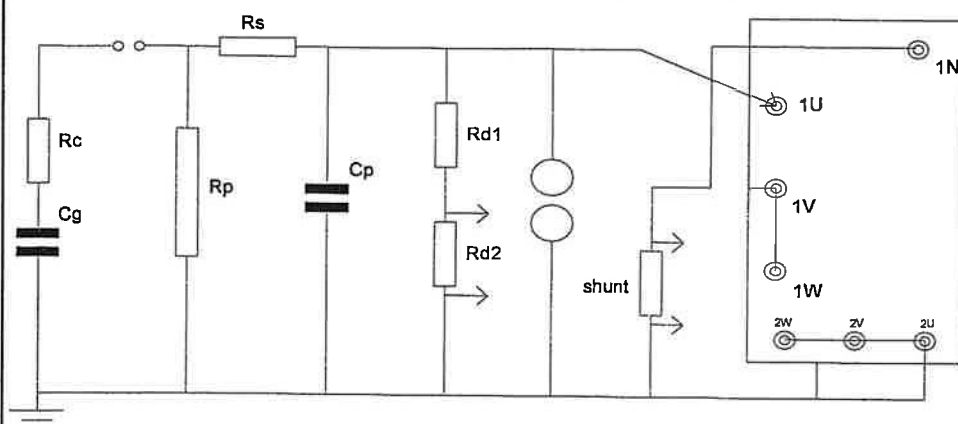 Rs
1N
1U
Rc
Rd1
Rp
Cp
1V
Cg
Rd2
shunt
1W
2W 2V 2U